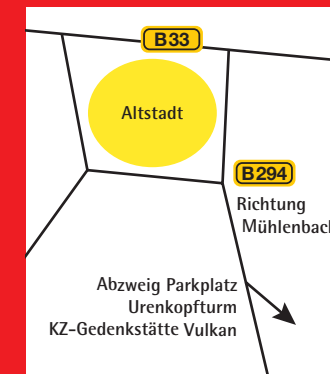 B33
Altstadt
B294
Richtung
Mühlenbach
Abzweig Parkplatz
Urenkopfturm
KZ-Gedenkstätte Vulkan